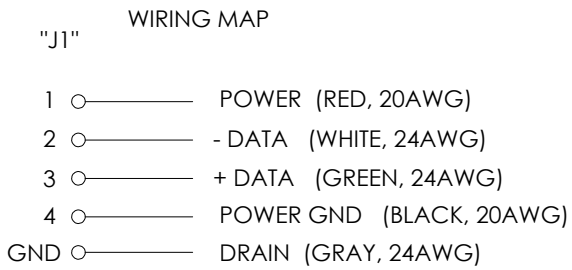 WIRING MAP
"J1"
1 POWER (RED, 20AWG)
2 - DATA (WHITE, 24AWG)
3 + DATA (GREEN, 24AWG)
4 POWER GND (BLACK, 20AWG)
GND DRAIN (GRAY, 24AWG)